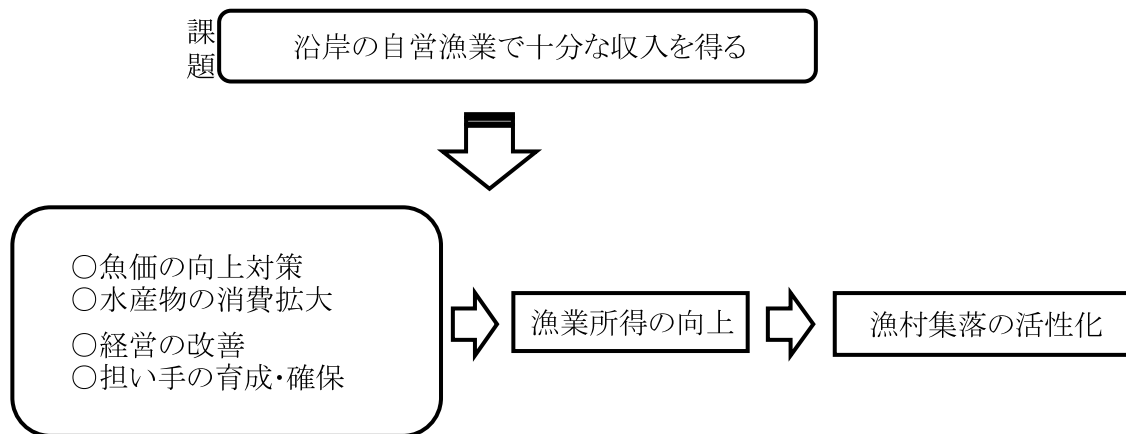 課題
沿岸の自営漁業で十分な収入を得る
○魚価の向上対策
○水産物の消費拡大
○経営の改善
○担い手の育成・確保
漁業所得の向上
漁村集落の活性化